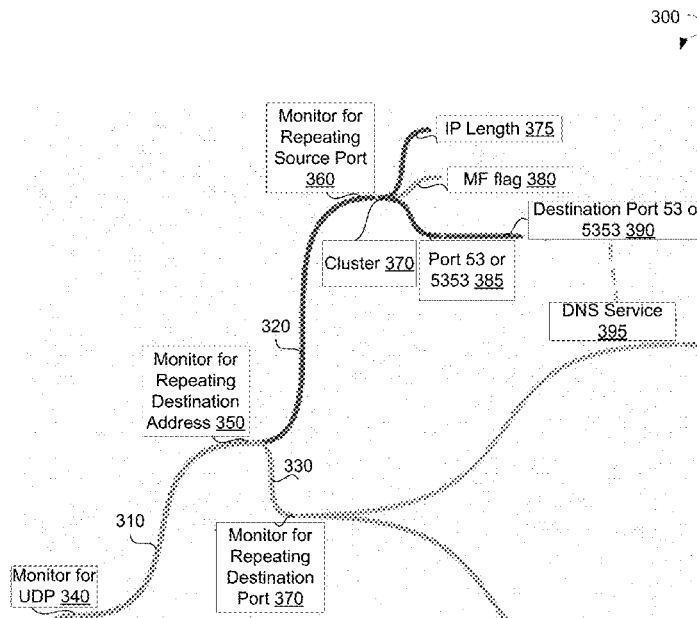 300
Monitor for
Repeating
Source Port
360
IP Length 375
MF flag 380
Destination Port 53 o
5353 390
Cluster 370
Port 53 or
5353 385
DNS Service
395
320
Monitor for
Repeating
Destination
Address 350
330
310
Monitor for
Repeating
Destination
Port 370
Monitor for
UDP 340